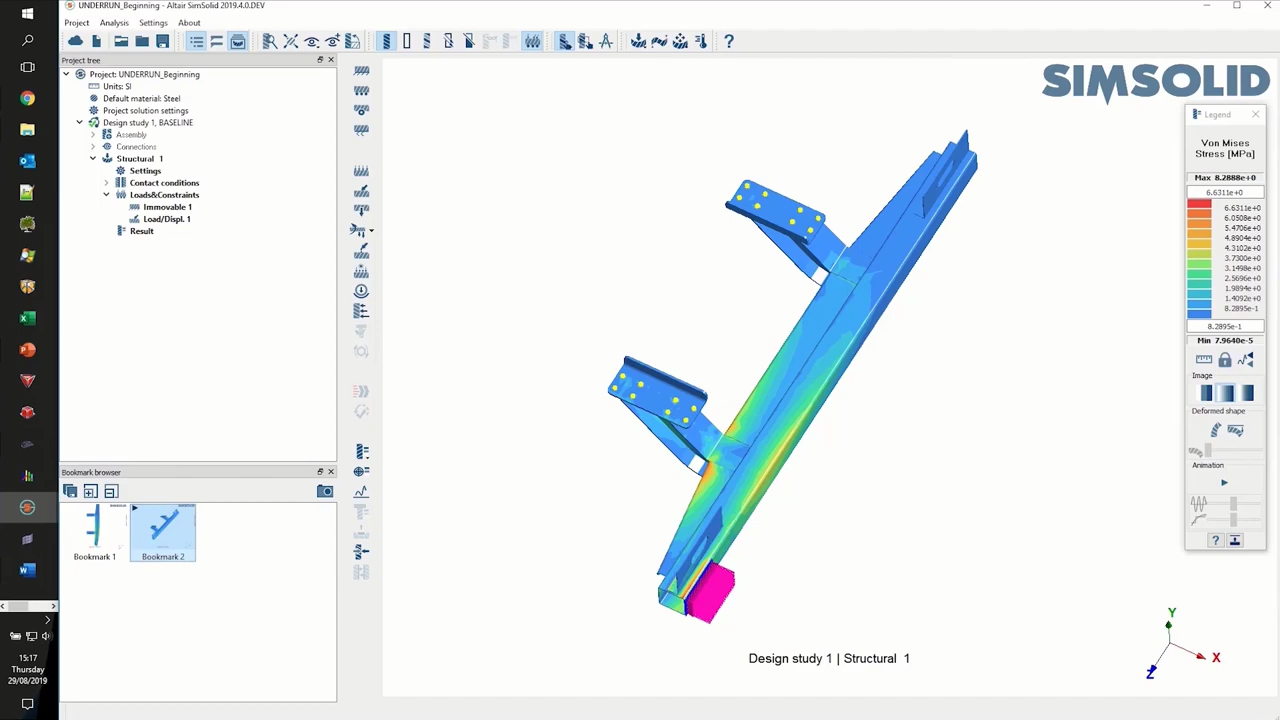 UNDERRUN_Beginning - Altair SimSolid 2019.4.0.DEV
Project Analysis Settings About
Project tree
Project: UNDERRUN_Beginning
Units: SI
Default material: Steel
Project solution settings
Design study 1, BASELINE
Assembly
Connections
Structural 1
Settings
Contact conditions
Loads&Constraints
Immovable 1
Load/Displ. 1
Result
Bookmark browser
Bookmark 1
Bookmark 2
SIMSOLID
Legend
Von Mises
Stress [MPa]
Max 8.2888e+0
6.6311e+0
6.6311e+0
6.0508e+0
5.4706e+0
4.8904e+0
4.3102e+0
3.7300e+0
3.1498e+0
2.5696e+0
1.9894e+0
1.4092e+0
8.2895e-1
8.2895e-1
Min 7.9640e-5
Image
Deformed shape
Animation
?
Design study 1 | Structural 1
Y
X
Z
15:17
Thursday
29/08/2019